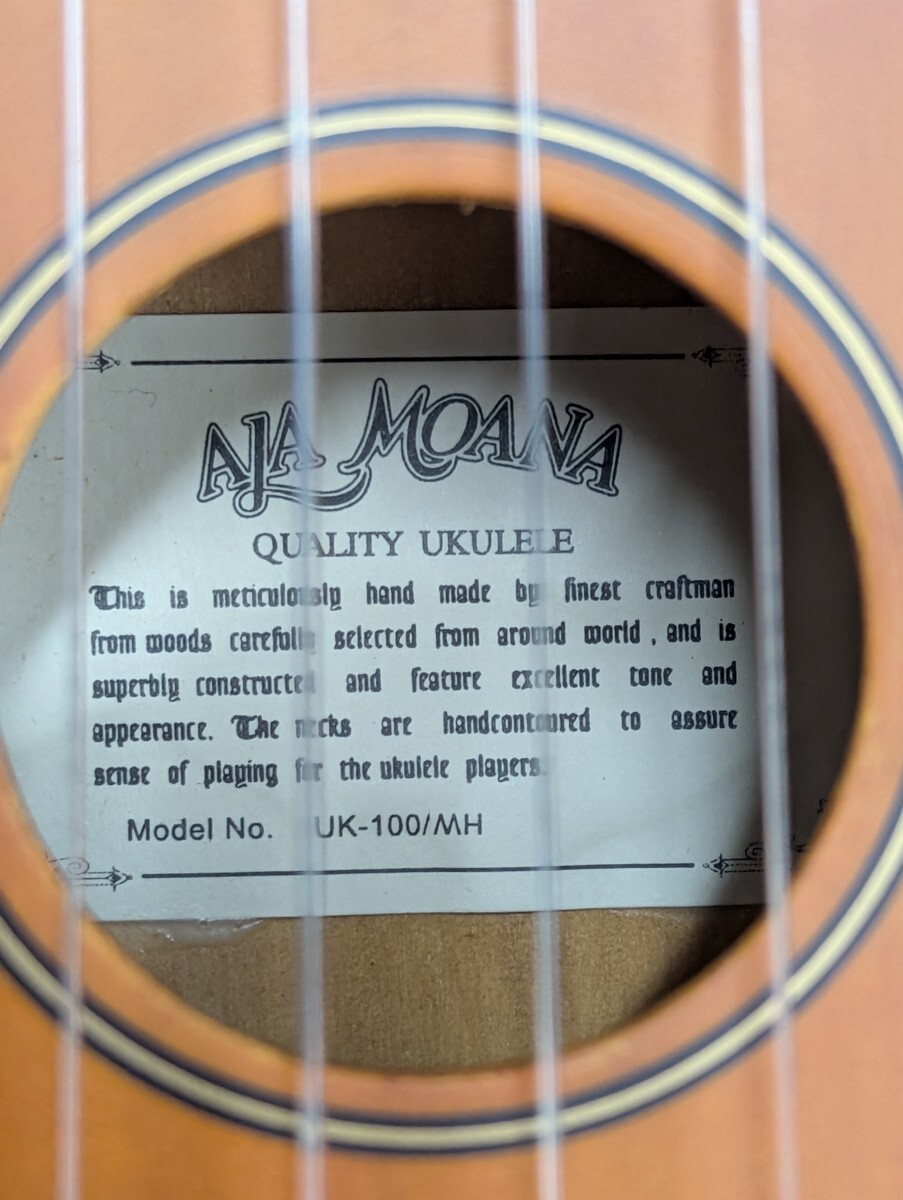 ALA MOANA
QUALITY UKULELE
This is meticulously hand made by finest craftman
from woods carefully selected from around world , and is
superbly constructed and feature excellent tone and
appearance. The necks are handcontoured to assure
sense of playing for the ukulele players.
Model No. UK-100/MH